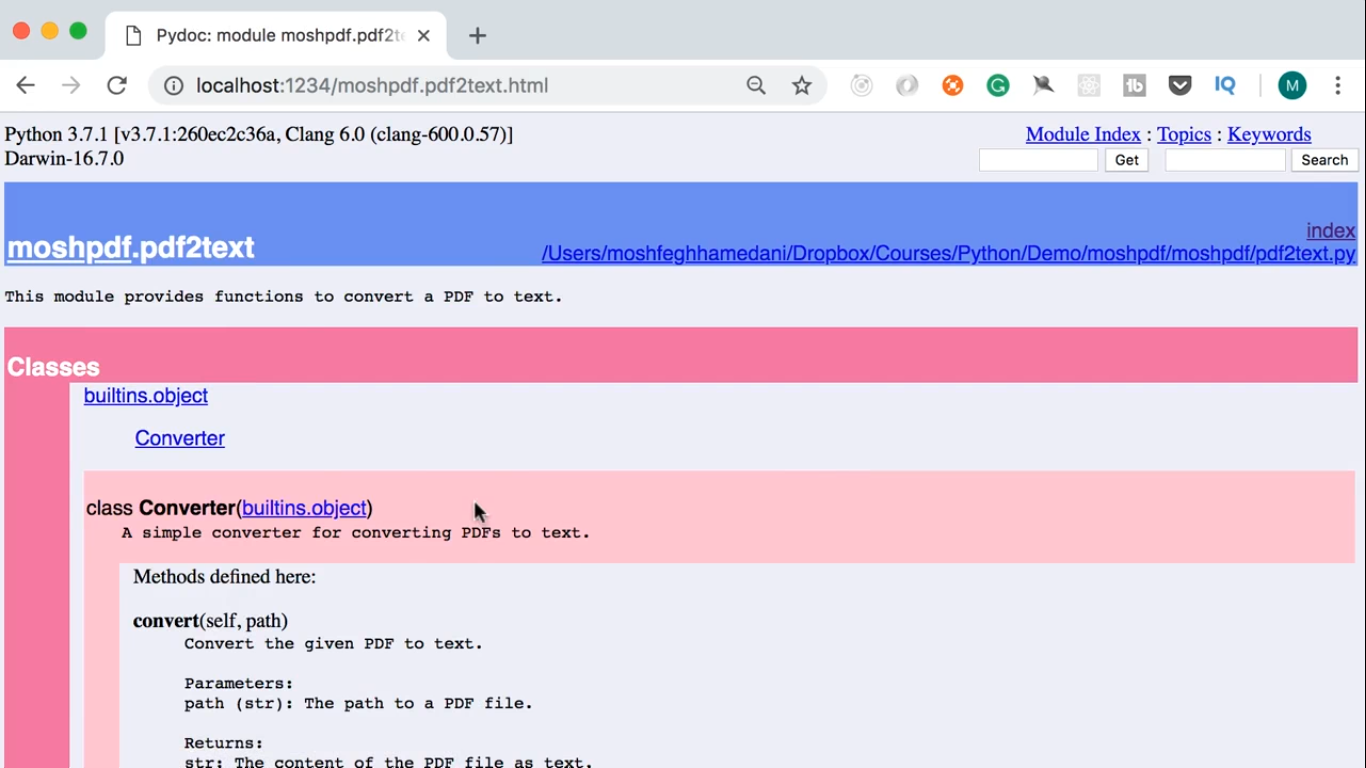 Pydoc: module moshpdf.pdf2te
localhost:1234/moshpdf.pdf2text.html
G
tb
IQ
M
Python 3.7.1 [v3.7.1:260ec2c36a, Clang 6.0 (clang-600.0.57)]
Darwin-16.7.0
Module Index : Topics : Keywords
Get
Search
moshpdf.pdf2text
index
/Users/moshfeghhamedani/Dropbox/Courses/Python/Demo/moshpdf/moshpdf/pdf2text.py
This module provides functions to convert a PDF to text.
Classes
builtins.object
Converter
class Converter(builtins.object)
A simple converter for converting PDFs to text.
Methods defined here:
convert(self, path)
Convert the given PDF to text.
Parameters:
path (str): The path to a PDF file.
Returns:
str: The content of the PDF file as text.